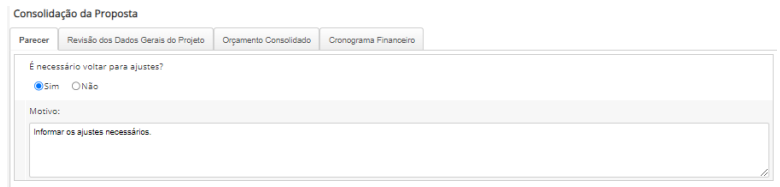 Consolidação da Proposta
Parecer Revisão dos Dados Gerais do Projeto Orçamento Consolidado Cronograma Financeiro
É necessário voltar para ajustes?
Sim Não
Motivo:
Informar os ajustes necessários.